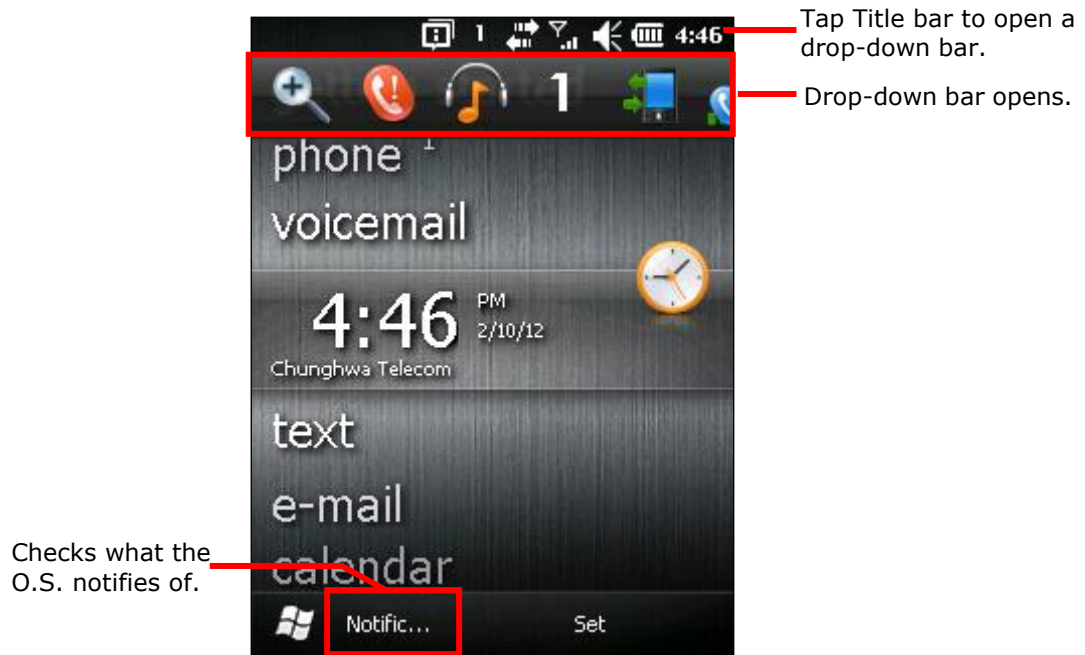 1 4:46
Tap Title bar to open a
drop-down bar.
1
Drop-down bar opens.
phone 1
voicemail
4:46 PM
2/10/12
Chunghwa Telecom
text
e-mail
calendar
Checks what the
O.S. notifies of.
Notific... Set